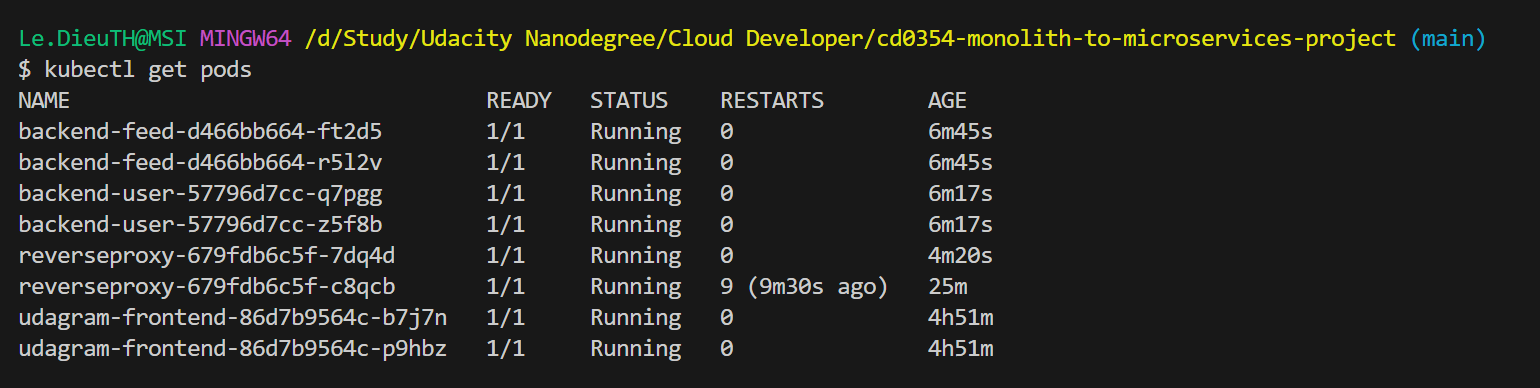 Le.DieuTH@MSI MINGW64 /d/Study/Udacity Nanodegree/Cloud Developer/cd0354-monolith-to-microservices-project (main)
$ kubectl get pods
NAME READY STATUS RESTARTS AGE
backend-feed-d466bb664-ft2d5 1/1 Running 0 6m45s
backend-feed-d466bb664-r5l2v 1/1 Running 0 6m45s
backend-user-57796d7cc-q7pgg 1/1 Running 0 6m17s
backend-user-57796d7cc-z5f8b 1/1 Running 0 6m17s
reverseproxy-679fdb6c5f-7dq4d 1/1 Running 0 4m20s
reverseproxy-679fdb6c5f-c8qcb 1/1 Running 9 (9m30s ago) 25m
udagram-frontend-86d7b9564c-b7j7n 1/1 Running 0 4h51m
udagram-frontend-86d7b9564c-p9hbz 1/1 Running 0 4h51m